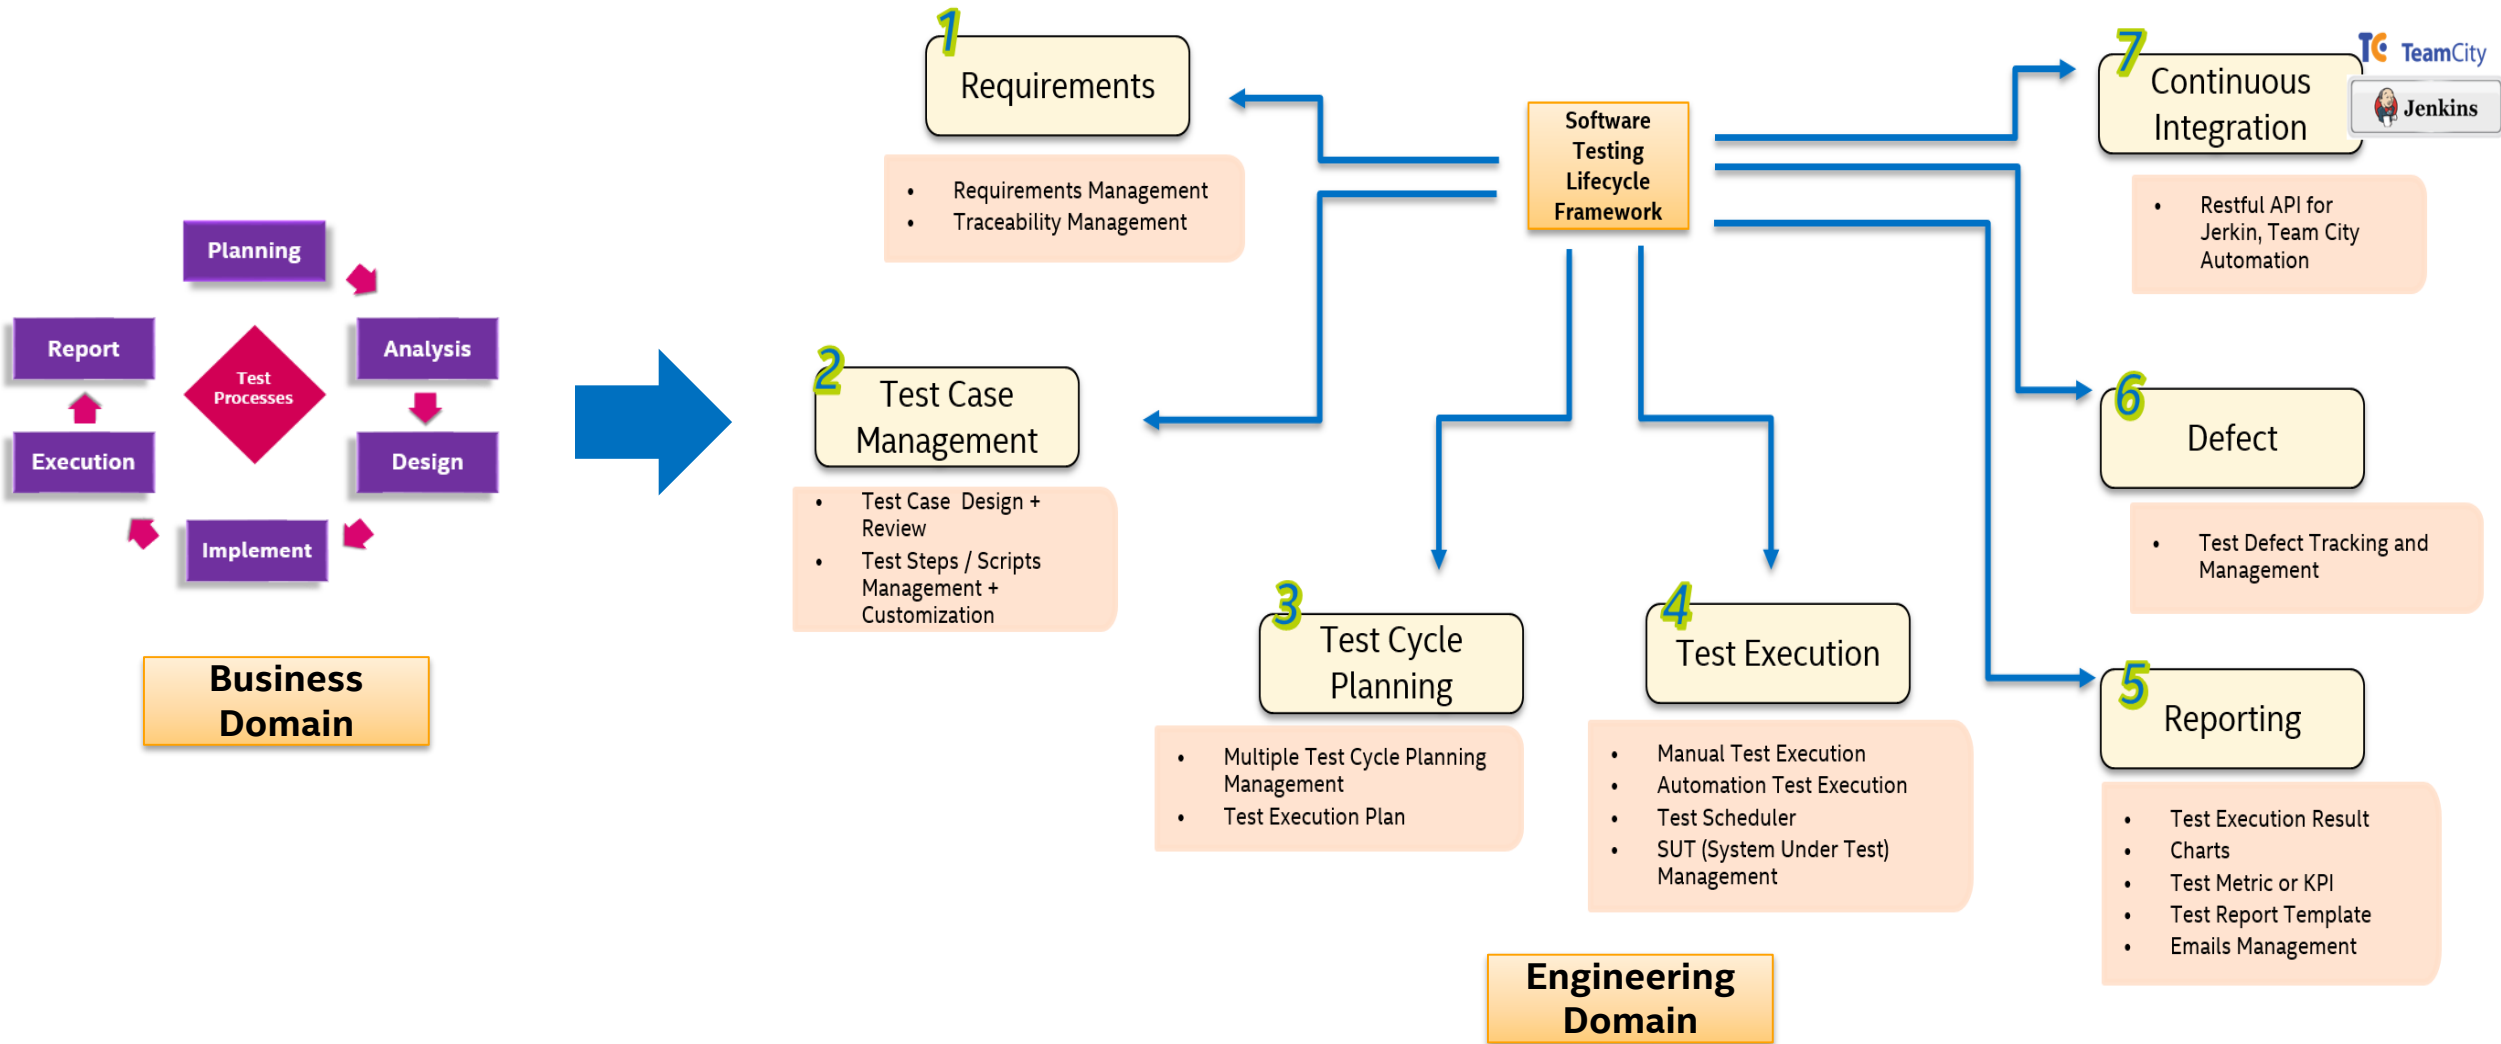 Planning
Report
Analysis
Test
Processes
Execution
Design
Implement
Business
Domain
1
Requirements
• Requirements Management
• Traceability Management
2
Test Case
Management
• Test Case Design +
Review
• Test Steps / Scripts
Management +
Customization
Software
Testing
Lifecycle
Framework
3
Test Cycle
Planning
• Multiple Test Cycle Planning
Management
• Test Execution Plan
4
Test Execution
• Manual Test Execution
• Automation Test Execution
• Test Scheduler
• SUT (System Under Test)
Management
7
Continuous
Integration
TC TeamCity
Jenkins
• Restful API for
Jerkin, Team City
Automation
6
Defect
• Test Defect Tracking and
Management
5
Reporting
• Test Execution Result
• Charts
• Test Metric or KPI
• Test Report Template
• Emails Management
Engineering
Domain